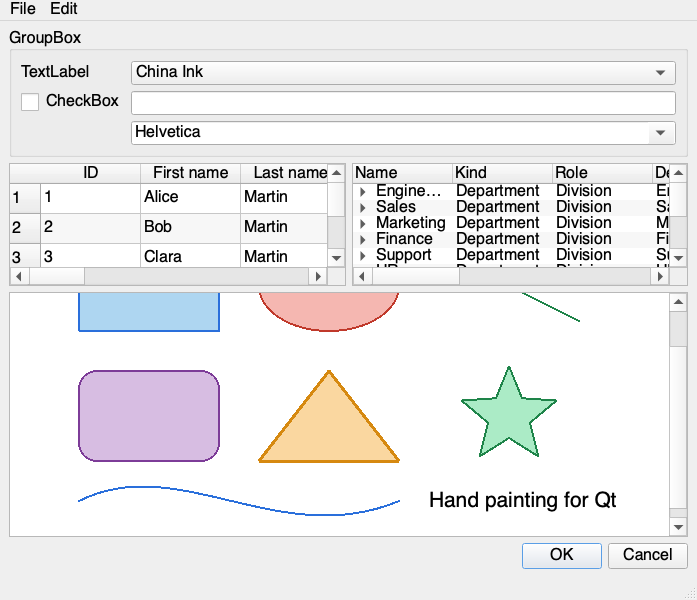 File Edit
GroupBox
TextLabel China Ink
CheckBox
Helvetica
ID First name Last name
1 1 Alice Martin
2 2 Bob Martin
3 3 Clara Martin
Name Kind Role
Engine… Department Division
Sales Department Division
Marketing Department Division
Finance Department Division
Support Department Division
Hand painting for Qt
OK Cancel